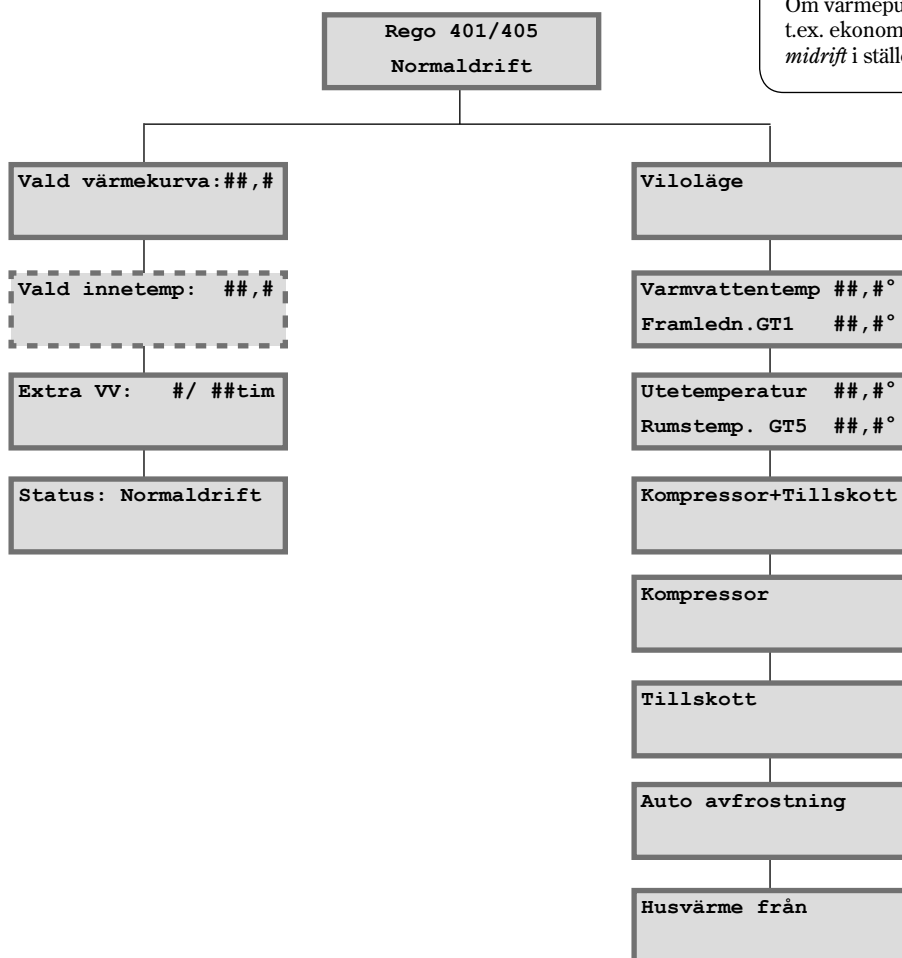 Om värmepu
t.ex. ekonom
midrift i ställe
Rego 401/405
Normaldrift
Vald värmekurva:##,#
Vald innetemp: ##,#
Extra VV: #/ ##tim
Status: Normaldrift
Viloläge
Varmvattentemp ##,#°
Framledn.GT1 ##,#°
Utetemperatur ##,#°
Rumstemp. GT5 ##,#°
Kompressor+Tillskott
Kompressor
Tillskott
Auto avfrostning
Husvärme från